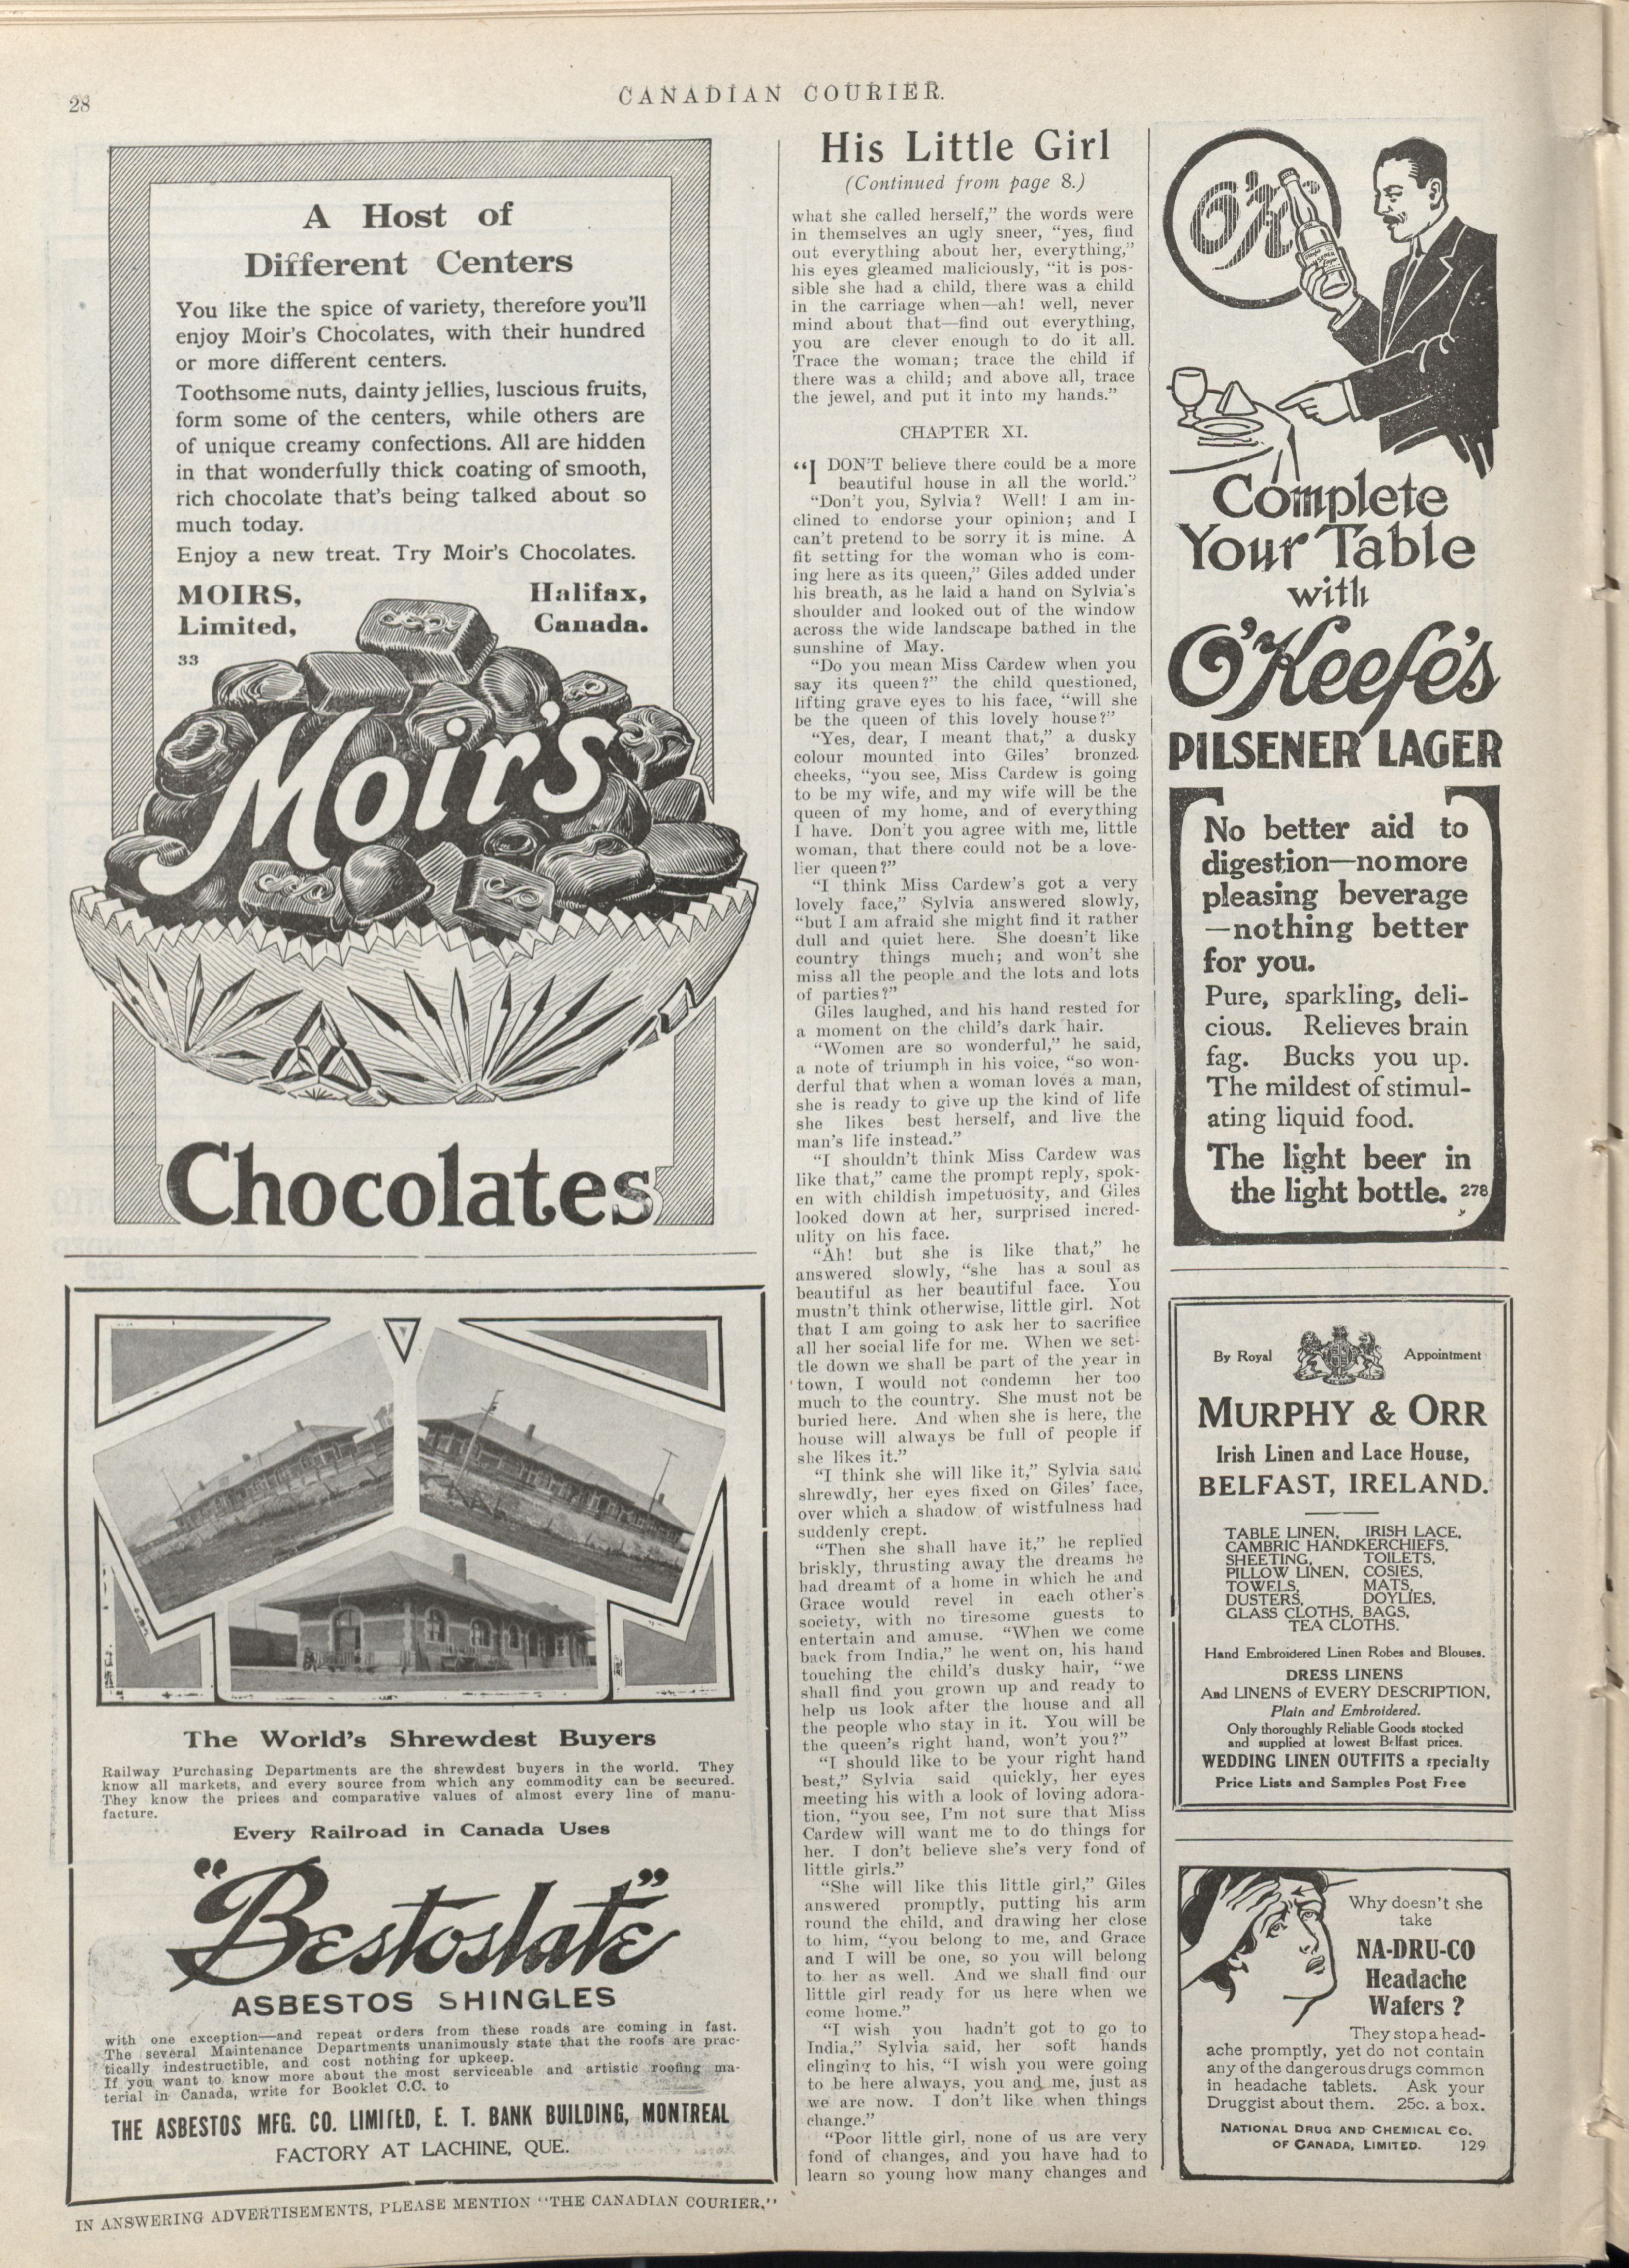 28
CANADIAN COURIER.
A Host of
Different Centers
You like the spice of variety, therefore you'll
enjoy Moir's Chocolates, with their hundred
or more different centers.
Toothsome nuts, dainty jellies, luscious fruits,
form some of the centers, while others are
of unique creamy confections. All are hidden
in that wonderfully thick coating of smooth,
rich chocolate that's being talked about so
much today.
Enjoy a new treat. Try Moir's Chocolates.
MOIRS, Halifax,
Limited, Canada.
33
Moir's
Chocolates
The World's Shrewdest Buyers
Railway Purchasing Departments are the shrewdest buyers in the world. They
know all markets, and every source from which any commodity can be secured.
They know the prices and comparative values of almost every line of manu-
facture.
Every Railroad in Canada Uses
"Bestoslate"
ASBESTOS SHINGLES
with one exception—and repeat orders from these roads are coming in fast.
The several Maintenance Departments unanimously state that the roofs are prac-
tically indestructible, and cost nothing for upkeep.
If you want to know more about the most serviceable and artistic roofing ma-
terial in Canada, write for Booklet C.C. to
THE ASBESTOS MFG. CO. LIMITED, E. T. BANK BUILDING, MONTREAL
FACTORY AT LACHINE, QUE.
His Little Girl
(Continued from page 8.)
what she called herself," the words were
in themselves an ugly sneer, "yes, find
out everything about her, everything,"
his eyes gleamed maliciously, "it is pos-
sible she had a child, there was a child
in the carriage when—ah! well, never
mind about that—find out everything,
you are clever enough to do it all.
Trace the woman; trace the child if
there was a child; and above all, trace
the jewel, and put it into my hands."
CHAPTER XI.
"I DON'T believe there could be a more
beautiful house in all the world."
"Don't you, Sylvia? Well! I am in-
clined to endorse your opinion; and I
can't pretend to be sorry it is mine. A
fit setting for the woman who is com-
ing here as its queen," Giles added under
his breath, as he laid a hand on Sylvia's
shoulder and looked out of the window
across the wide landscape bathed in the
sunshine of May.
"Do you mean Miss Cardew when you
say its queen?" the child questioned,
lifting grave eyes to his face, "will she
be the queen of this lovely house?"
"Yes, dear, I meant that," a dusky
colour mounted into Giles' bronzed
cheeks, "you see, Miss Cardew is going
to be my wife, and my wife will be the
queen of my home, and of everything
I have. Don't you agree with me, little
woman, that there could not be a love-
lier queen?"
"I think Miss Cardew's got a very
lovely face," Sylvia answered slowly,
"but I am afraid she might find it rather
dull and quiet here. She doesn't like
country things much; and won't she
miss all the people and the lots and lots
of parties?"
Giles laughed, and his hand rested for
a moment on the child's dark hair.
"Women are so wonderful," he said,
a note of triumph in his voice, "so won-
derful that when a woman loves a man,
she is ready to give up the kind of life
she likes best herself, and live the
man's life instead."
"I shouldn't think Miss Cardew was
like that," came the prompt reply, spok-
en with childish impetuosity, and Giles
looked down at her, surprised incred-
ulity on his face.
"Ah! but she is like that," he
answered slowly, "she has a soul as
beautiful as her beautiful face. You
mustn't think otherwise, little girl. Not
that I am going to ask her to sacrifice
all her social life for me. When we set-
tle down we shall be part of the year in
town, I would not condemn her too
much to the country. She must not be
buried here. And when she is here, the
house will always be full of people if
she likes it."
"I think she will like it," Sylvia said
shrewdly, her eyes fixed on Giles' face,
over which a shadow of wistfulness had
suddenly crept.
"Then she shall have it," he replied
briskly, thrusting away the dreams he
had dreamt of a home in which he and
Grace would revel in each other's
society, with no tiresome guests to
entertain and amuse. "When we come
back from India," he went on, his hand
touching the child's dusky hair, "we
shall find you grown up and ready to
help us look after the house and all
the people who stay in it. You will be
the queen's right hand, won't you?"
"I should like to be your right hand
best," Sylvia said quickly, her eyes
meeting his with a look of loving adora-
tion, "you see, I'm not sure that Miss
Cardew will want me to do things for
her. I don't believe she's very fond of
little girls."
"She will like this little girl," Giles
answered promptly, putting his arm
round the child, and drawing her close
to him, "you belong to me, and Grace
and I will be one, so you will belong
to her as well. And we shall find our
little girl ready for us here when we
come home."
"I wish you hadn't got to go to
India," Sylvia said, her soft hands
clinging to his, "I wish you were going
to be here always, you and me, just as
we are now. I don't like when things
change."
"Poor little girl, none of us are very
fond of changes, and you have had to
learn so young how many changes and
O'K
Complete
Your Table
with
O'Keefe's
PILSENER LAGER
No better aid to
digestion—no more
pleasing beverage
—nothing better
for you.
Pure, sparkling, deli-
cious. Relieves brain
fag. Bucks you up.
The mildest of stimul-
ating liquid food.
The light beer in
the light bottle. 278
By Royal Appointment
MURPHY & ORR
Irish Linen and Lace House,
BELFAST, IRELAND.
TABLE LINEN, IRISH LACE,
CAMBRIC HANDKERCHIEFS,
SHEETING, TOILETS,
PILLOW LINEN, COSIES,
TOWELS, MATS,
DUSTERS, DOYLIES,
GLASS CLOTHS, BAGS,
TEA CLOTHS.
Hand Embroidered Linen Robes and Blouses.
DRESS LINENS
And LINENS of EVERY DESCRIPTION,
Plain and Embroidered.
Only thoroughly Reliable Goods stocked
and supplied at lowest Belfast prices.
WEDDING LINEN OUTFITS a specialty
Price Lists and Samples Post Free
Why doesn't she
take
NA-DRU-CO
Headache
Wafers?
They stop a head-
ache promptly, yet do not contain
any of the dangerous drugs common
in headache tablets. Ask your
Druggist about them. 25c. a box.
NATIONAL DRUG AND CHEMICAL CO.
OF CANADA, LIMITED. 129
IN ANSWERING ADVERTISEMENTS, PLEASE MENTION "THE CANADIAN COURIER."